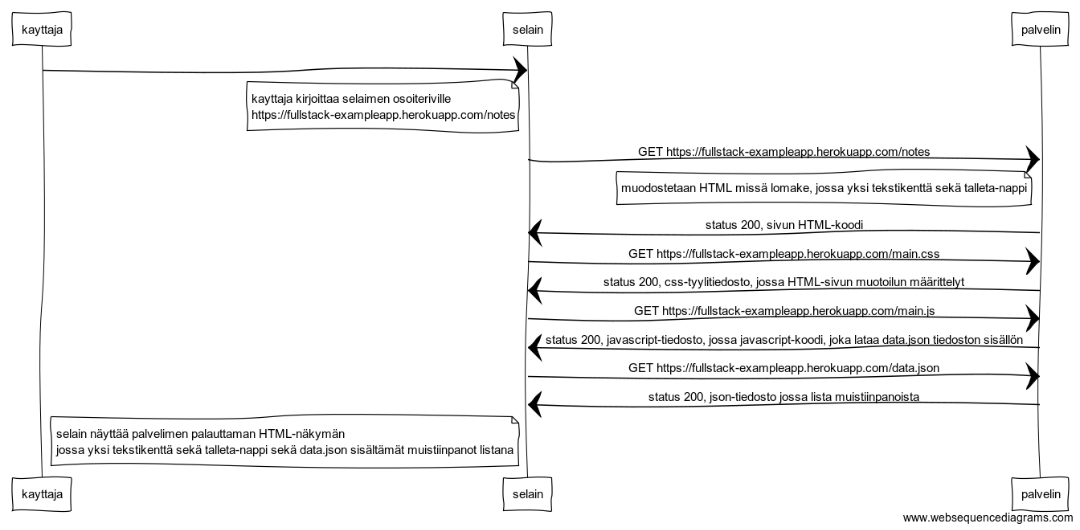 kayttaja
selain
palvelin
kayttaja kirjoittaa selaimen osoiteriville
https://fullstack-exampleapp.herokuapp.com/notes
GET https://fullstack-exampleapp.herokuapp.com/notes
muodostetaan HTML missä lomake, jossa yksi tekstikenttä sekä talleta-nappi
status 200, sivun HTML-koodi
GET https://fullstack-exampleapp.herokuapp.com/main.css
status 200, css-tyylitiedosto, jossa HTML-sivun muotoilun määrittelyt
GET https://fullstack-exampleapp.herokuapp.com/main.js
status 200, javascript-tiedosto, jossa javascript-koodi, joka lataa data.json tiedoston sisällön
GET https://fullstack-exampleapp.herokuapp.com/data.json
status 200, json-tiedosto jossa lista muistiinpanoista
selain näyttää palvelimen palauttaman HTML-näkymän
jossa yksi tekstikenttä sekä talleta-nappi sekä data.json sisältämät muistiinpanot listana
kayttaja
selain
palvelin
www.websequencediagrams.com